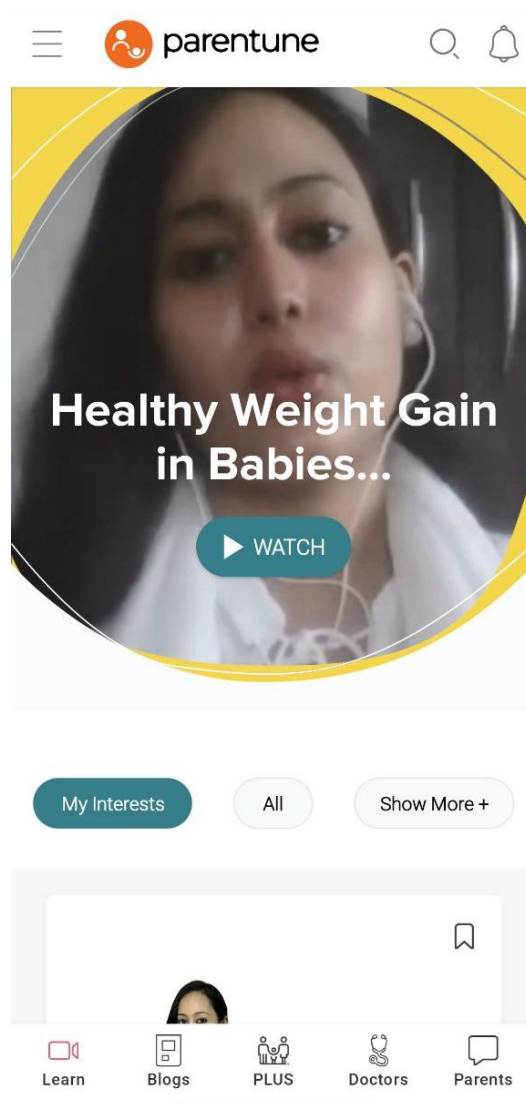 parentune
Healthy Weight Gain
in Babies...
WATCH
My Interests
All
Show More +
Learn
Blogs
PLUS
Doctors
Parents